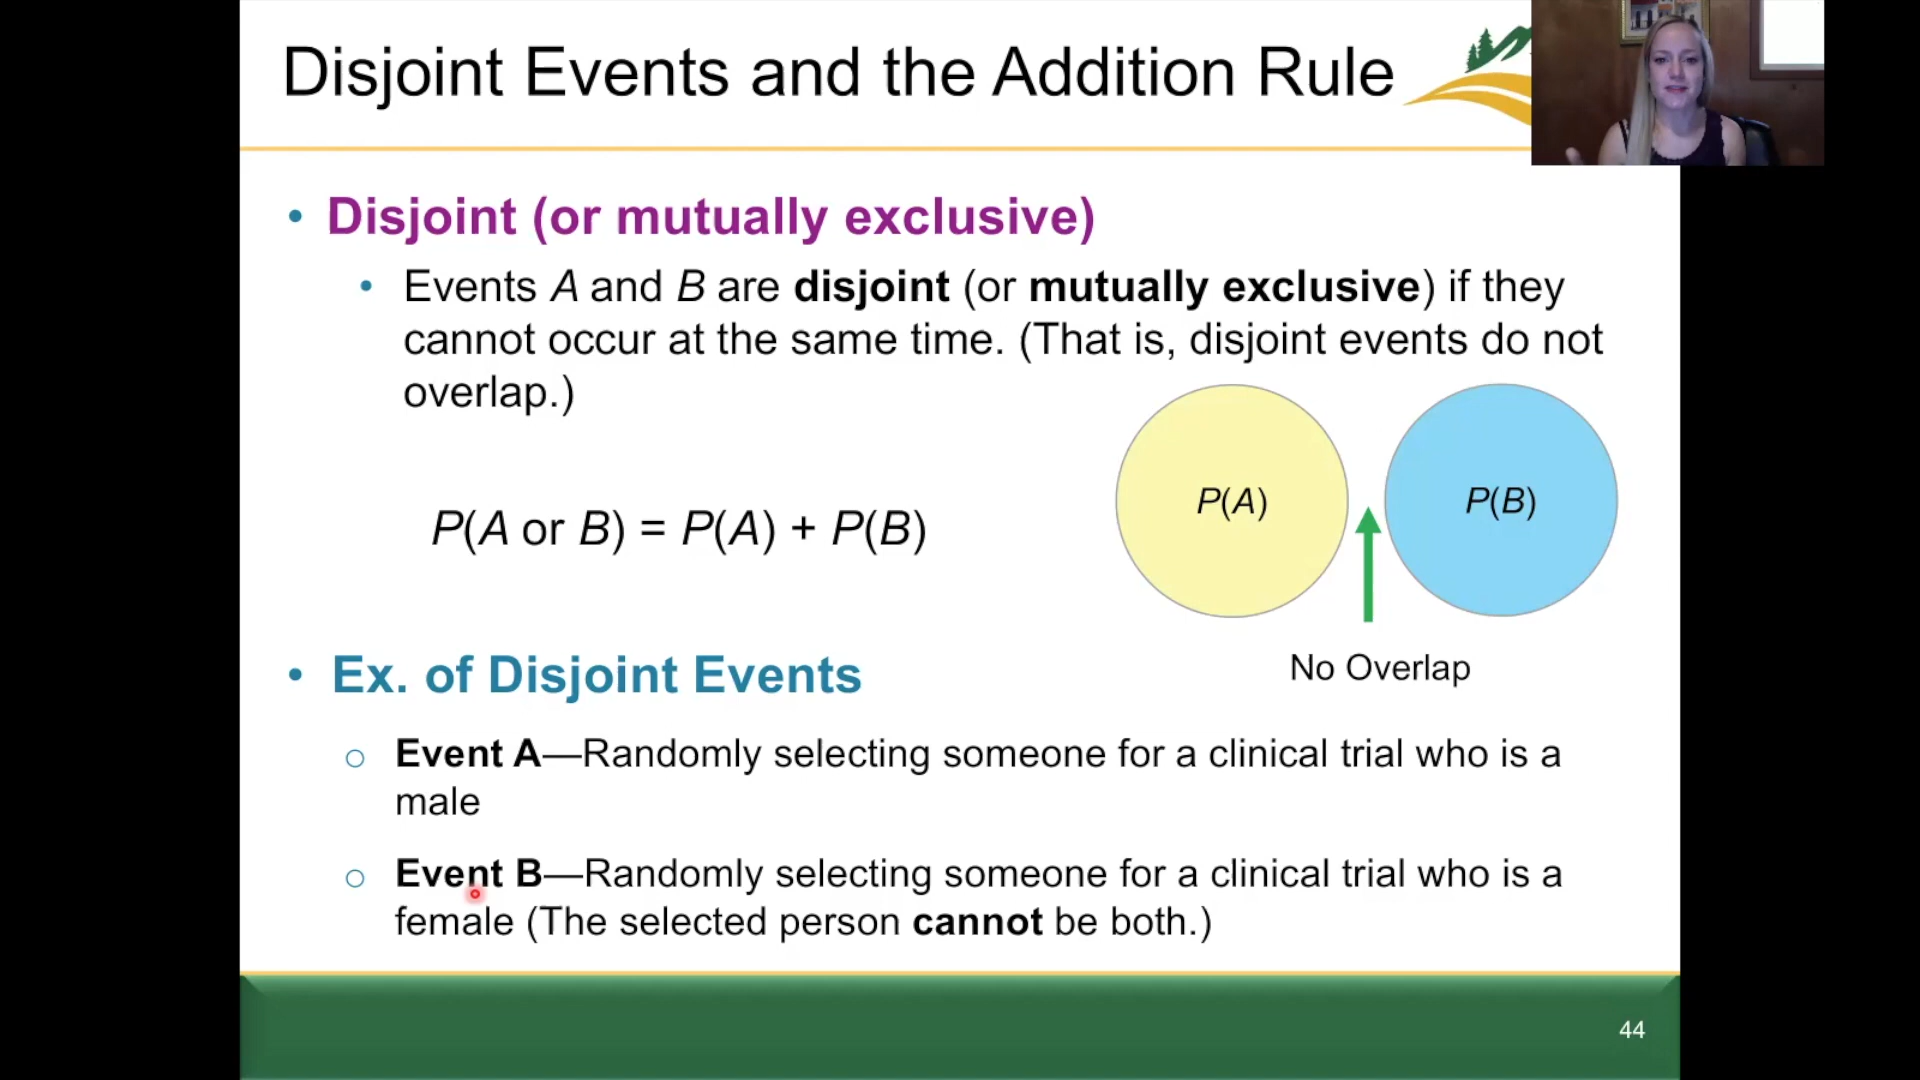 Disjoint Events and the Addition Rule
• Disjoint (or mutually exclusive)
• Events A and B are disjoint (or mutually exclusive) if they
cannot occur at the same time. (That is, disjoint events do not
overlap.)
P(A or B) = P(A) + P(B)
P(A)
P(B)
No Overlap
• Ex. of Disjoint Events
o Event A—Randomly selecting someone for a clinical trial who is a
male
o Event B—Randomly selecting someone for a clinical trial who is a
female (The selected person cannot be both.)
44